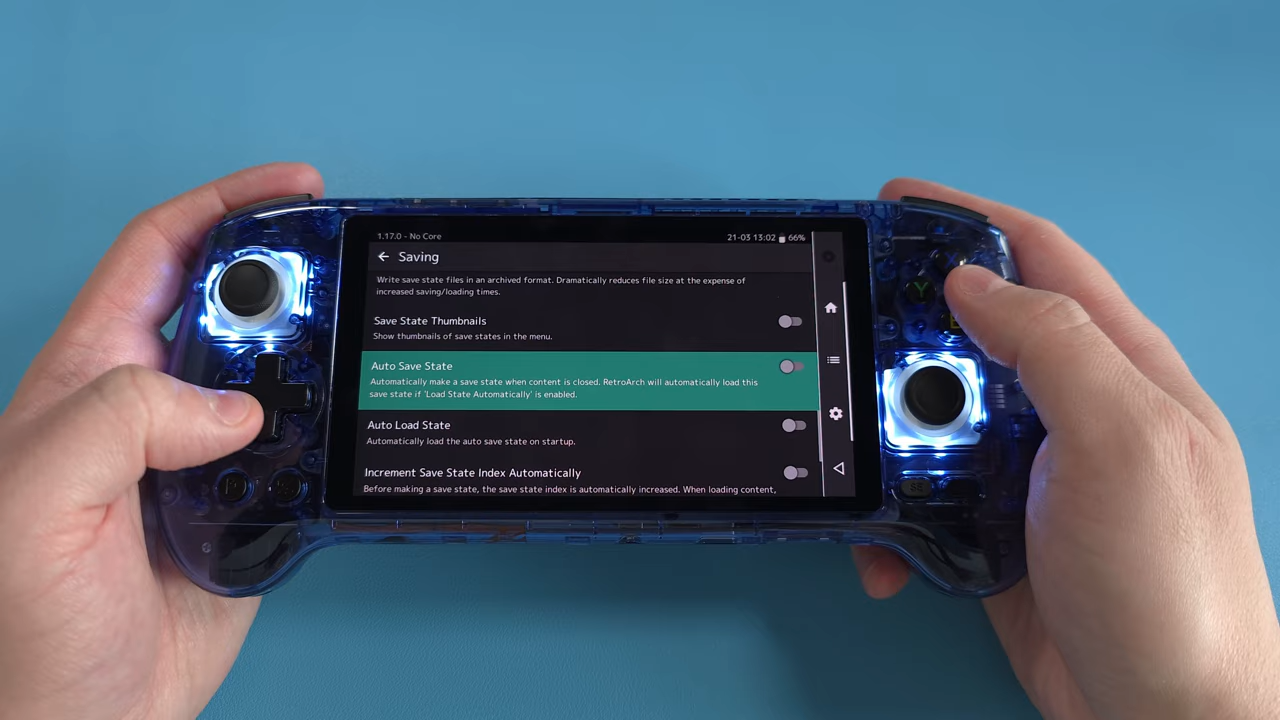 1.17.0 - No Core
21-03 13:02 66%
Saving
Write save state files in an archived format. Dramatically reduces file size at the expense of
increased saving/loading times.
Save State Thumbnails
Show thumbnails of save states in the menu.
Auto Save State
Automatically make a save state when content is closed. RetroArch will automatically load this
save state if 'Load State Automatically' is enabled.
Auto Load State
Automatically load the auto save state on startup.
Increment Save State Index Automatically
Before making a save state, the save state index is automatically increased. When loading content,
Y